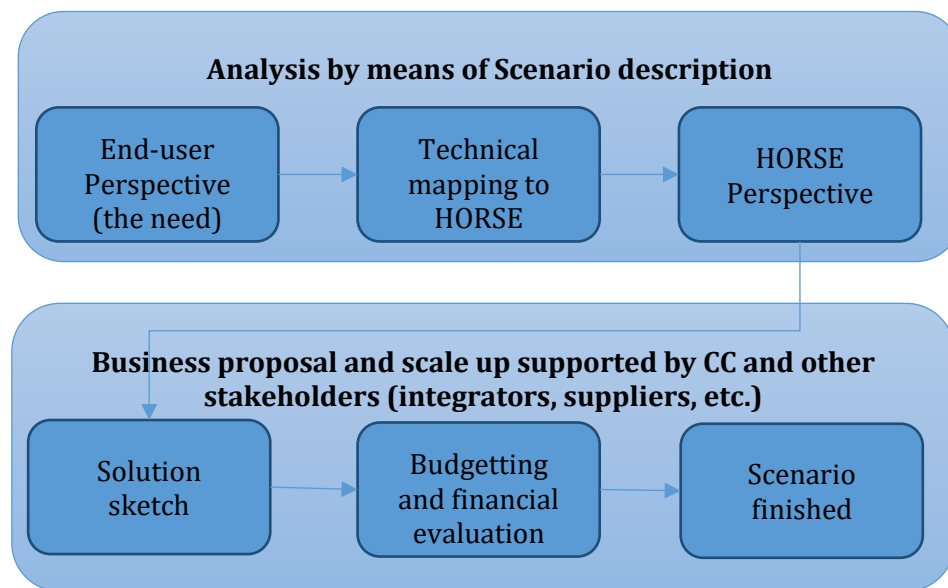 Analysis by means of Scenario description
End-user
Perspective
(the need)
Technical
mapping to
HORSE
HORSE
Perspective
Business proposal and scale up supported by CC and other
stakeholders (integrators, suppliers, etc.)
Solution
sketch
Budgetting
and financial
evaluation
Scenario
finished